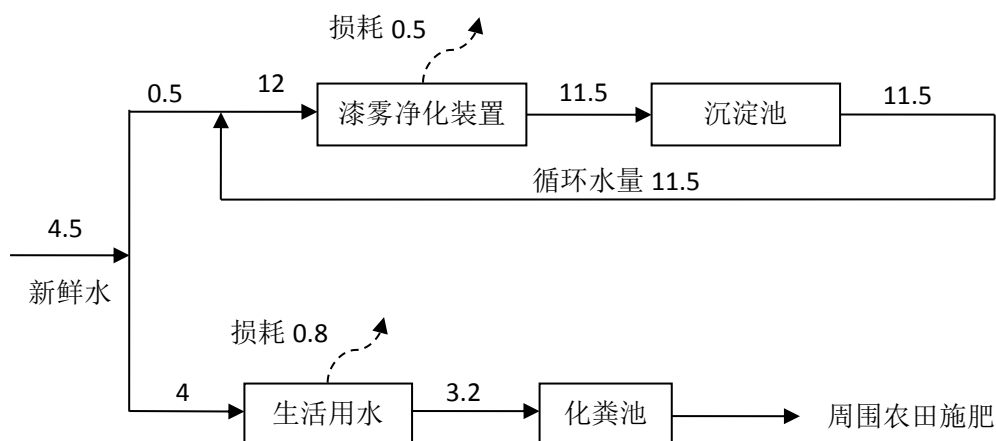 损耗 0.5
0.5
12
漆雾净化装置
11.5
沉淀池
11.5
循环水量 11.5
4.5
新鲜水
损耗 0.8
4
生活用水
3.2
化粪池
周围农田施肥